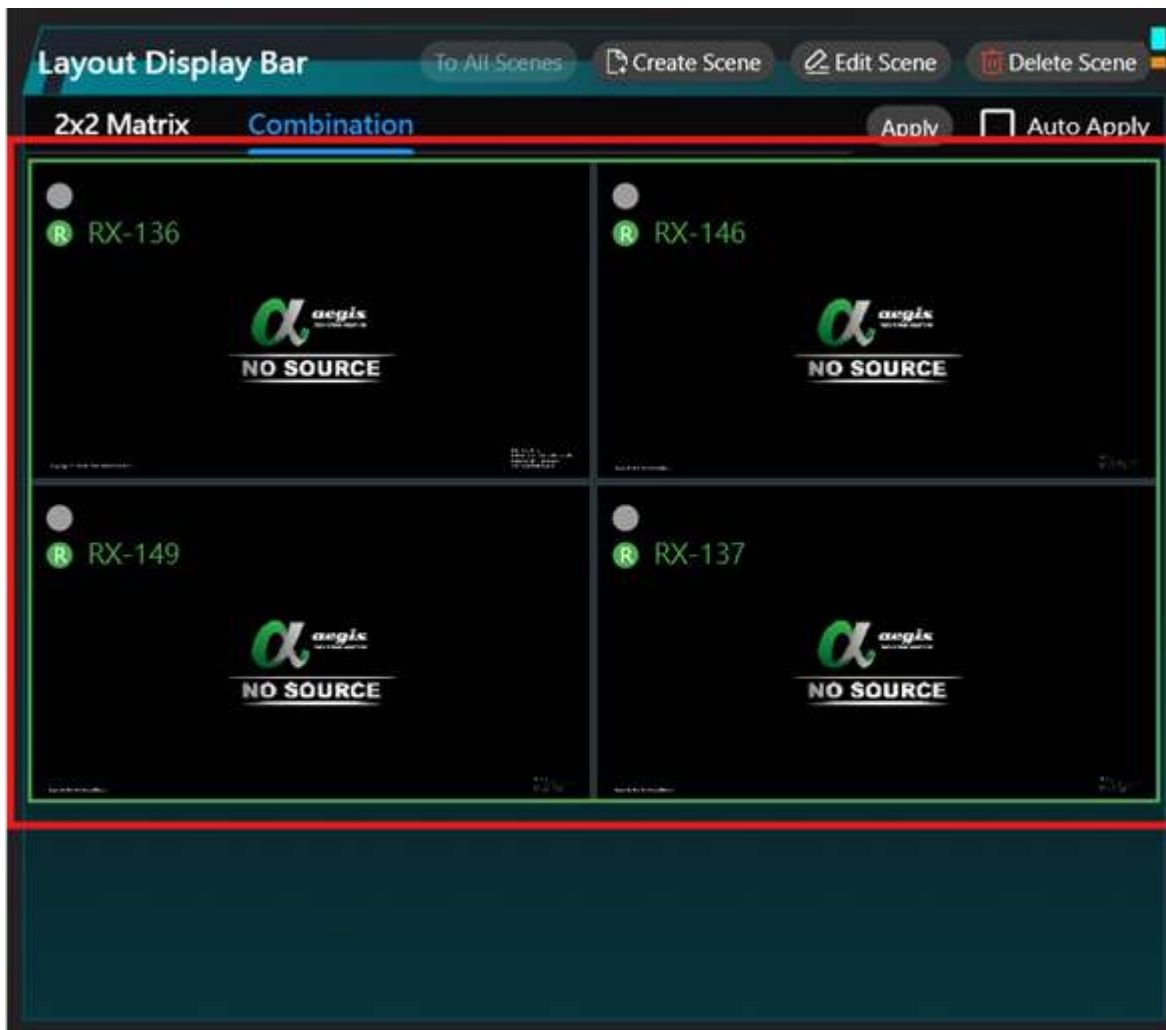 Layout Display Bar
To All Scenes
Create Scene
Edit Scene
Delete Scene
2x2 Matrix
Combination
Apply
Auto Apply
R RX-136
aegis
NO SOURCE
R RX-146
aegis
NO SOURCE
R RX-149
aegis
NO SOURCE
R RX-137
aegis
NO SOURCE